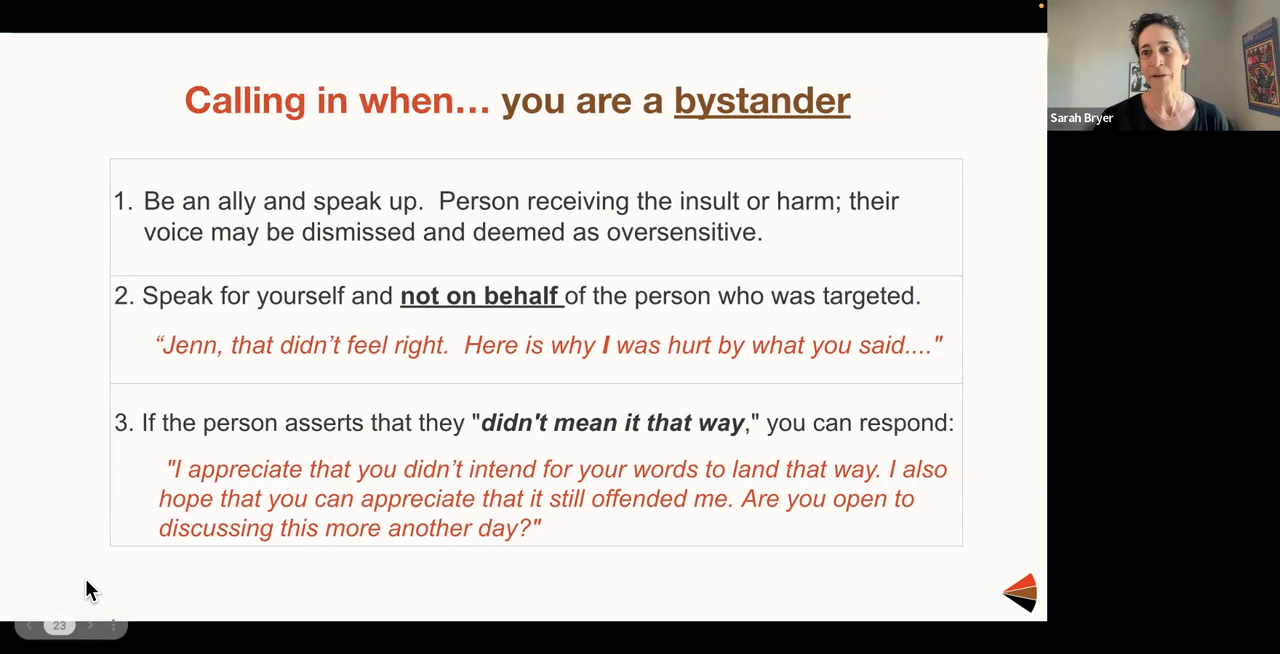 Calling in when… you are a bystander
Sarah Bryer
1. Be an ally and speak up.  Person receiving the insult or harm; their
voice may be dismissed and deemed as oversensitive.
2. Speak for yourself and not on behalf of the person who was targeted.
“Jenn, that didn’t feel right.  Here is why I was hurt by what you said...."
3. If the person asserts that they "didn't mean it that way," you can respond:
"I appreciate that you didn’t intend for your words to land that way. I also
hope that you can appreciate that it still offended me. Are you open to
discussing this more another day?"
23